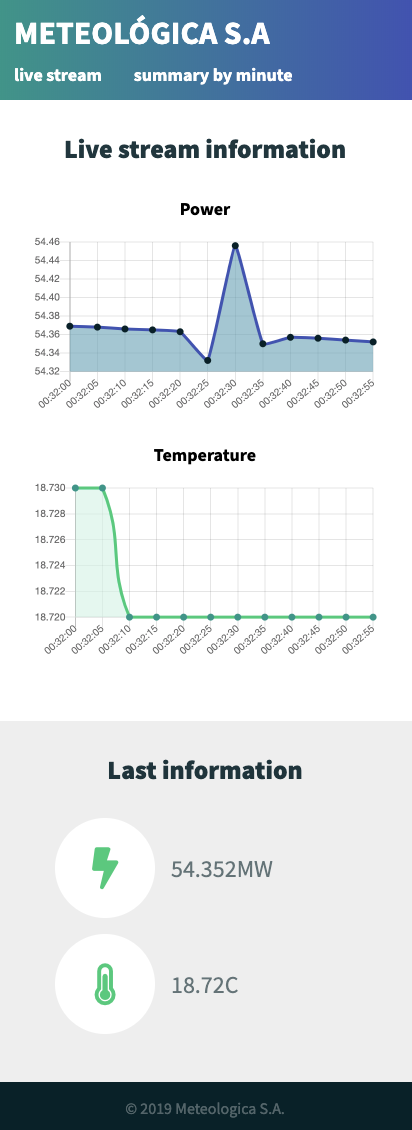 METEOLÓGICA S.A
live stream summary by minute
Live stream information
Power
54.46
54.44
54.42
54.40
54.38
54.36
54.34
54.32
00:32:00 00:32:05 00:32:10 00:32:15 00:32:20 00:32:25 00:32:30 00:32:35 00:32:40 00:32:45 00:32:50 00:32:55
Temperature
18.730
18.728
18.726
18.724
18.722
18.720
00:32:00 00:32:05 00:32:10 00:32:15 00:32:20 00:32:25 00:32:30 00:32:35 00:32:40 00:32:45 00:32:50 00:32:55
Last information
54.352MW
18.72C
© 2019 Meteologica S.A.